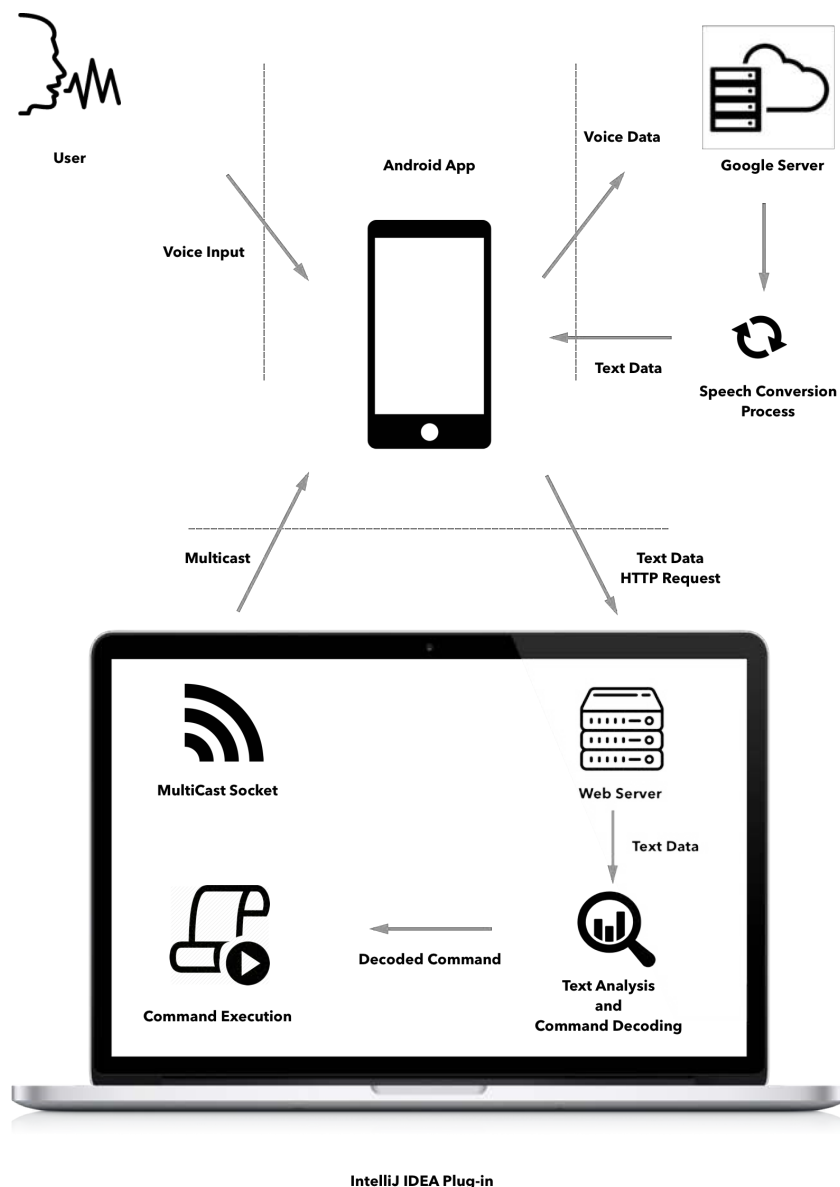 User
Voice Input
Android App
Voice Data
Google Server
Text Data
Speech Conversion
Process
Multicast
Text Data
HTTP Request
MultiCast Socket
Web Server
Text Data
Text Analysis
and
Command Decoding
Decoded Command
Command Execution
IntelliJ IDEA Plug-in